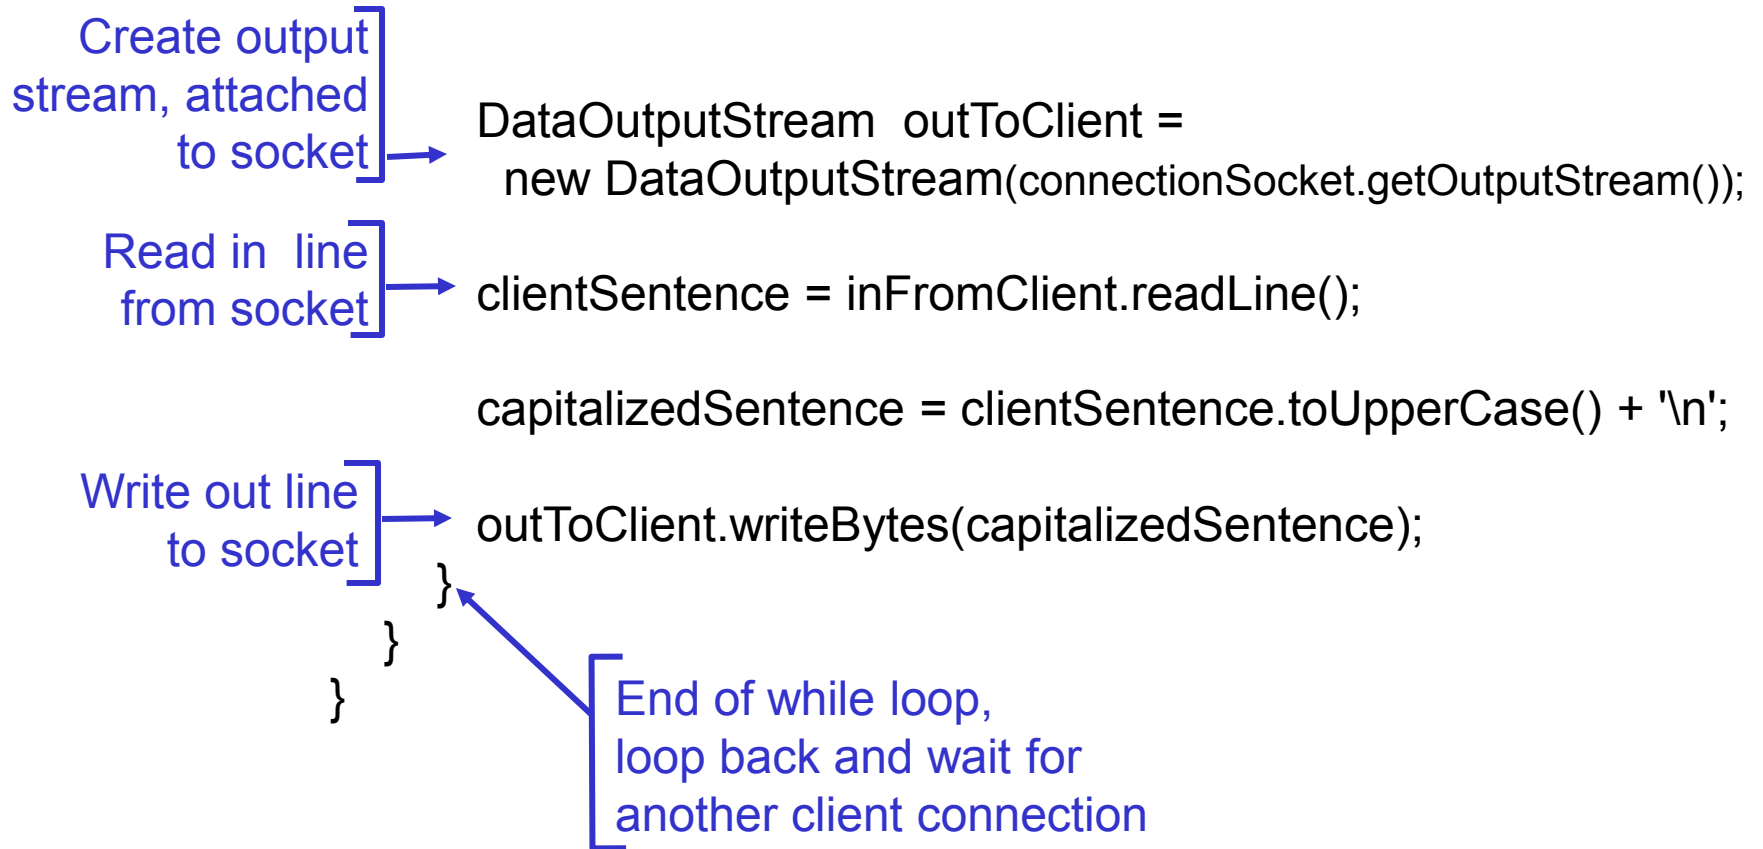 Create output
stream, attached
to socket
DataOutputStream  outToClient =
new DataOutputStream(connectionSocket.getOutputStream());
Read in  line
from socket
clientSentence = inFromClient.readLine();
capitalizedSentence = clientSentence.toUpperCase() + '\n';
Write out line
to socket
outToClient.writeBytes(capitalizedSentence);
}
}
}
End of while loop,
loop back and wait for
another client connection